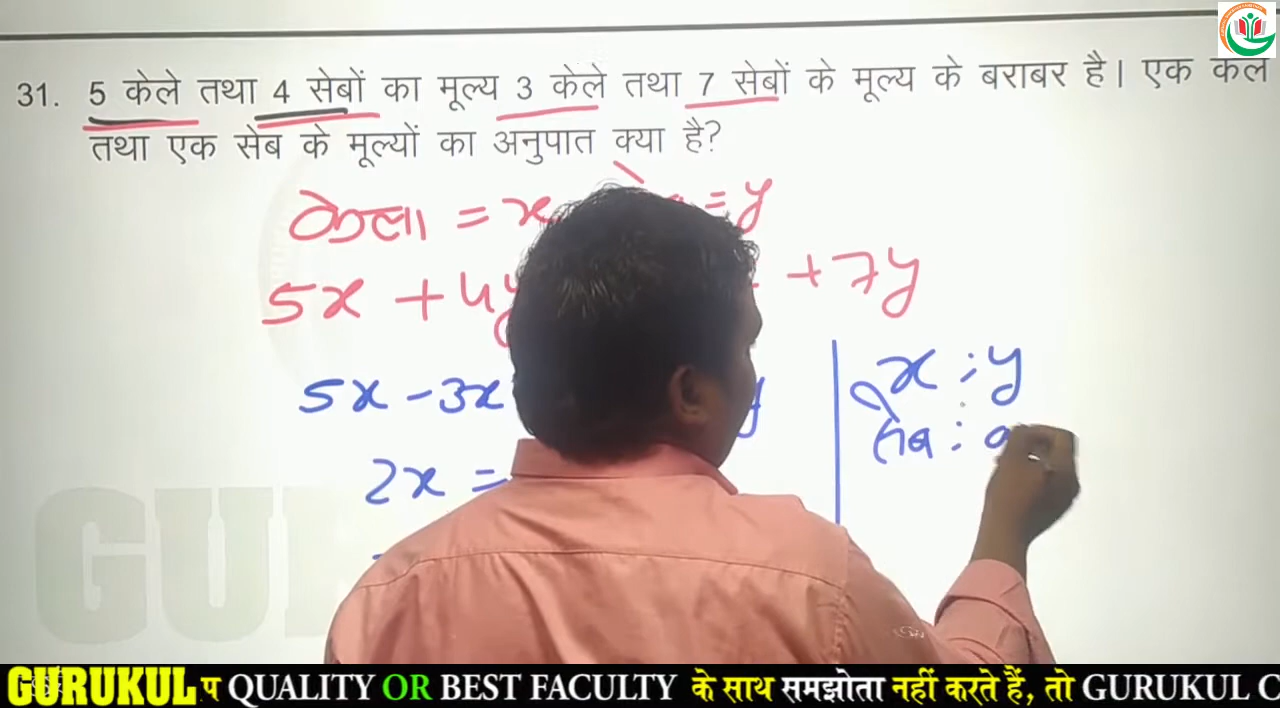 31. 5 केले तथा 4 सेबों का मूल्य 3 केले तथा 7 सेबों के मूल्य के बराबर है। एक केले
तथा एक सेब के मूल्यों का अनुपात क्या है?
केला = x = y
5x + 4y + 7y
5x - 3x y
2x =
x : y
सेब :
GU
GURUKUL प QUALITY OR BEST FACULTY के साथ समझोता नहीं करते हैं, तो GURUKUL C